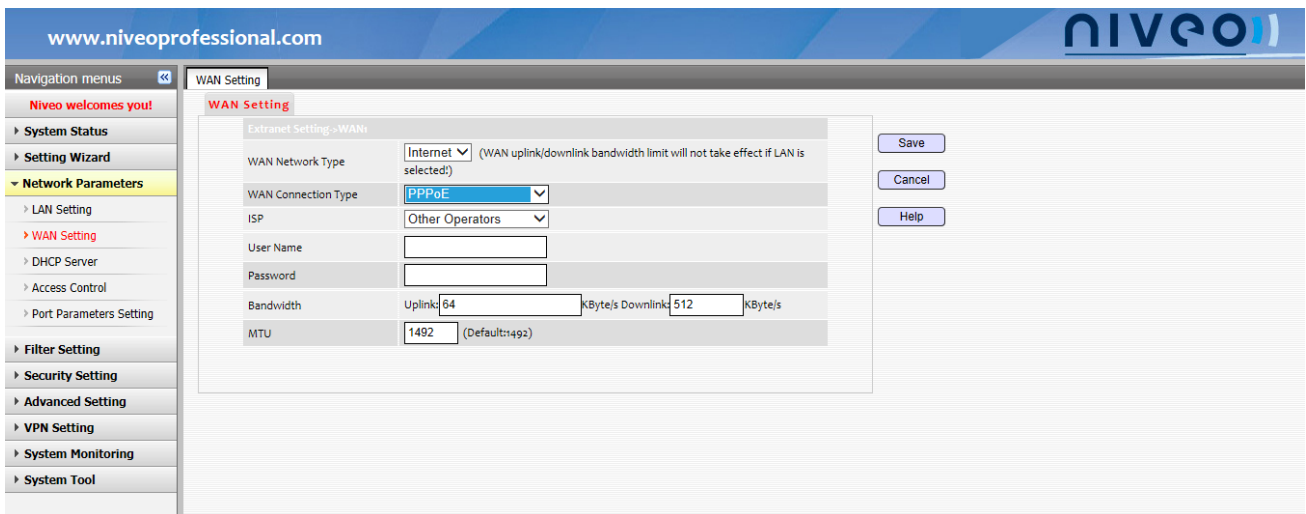 www.niveoprofessional.com
niveo
Navigation menus
WAN Setting
Niveo welcomes you!
System Status
Setting Wizard
Network Parameters
LAN Setting
WAN Setting
DHCP Server
Access Control
Port Parameters Setting
Filter Setting
Security Setting
Advanced Setting
VPN Setting
System Monitoring
System Tool
WAN Setting
Extranet Setting->WAN1
WAN Network Type Internet (WAN uplink/downlink bandwidth limit will not take effect if LAN is
selected!)
WAN Connection Type PPPoE
ISP Other Operators
User Name
Password
Bandwidth Uplink: 64 KByte/s Downlink: 512 KByte/s
MTU 1492 (Default:1492)
Save
Cancel
Help